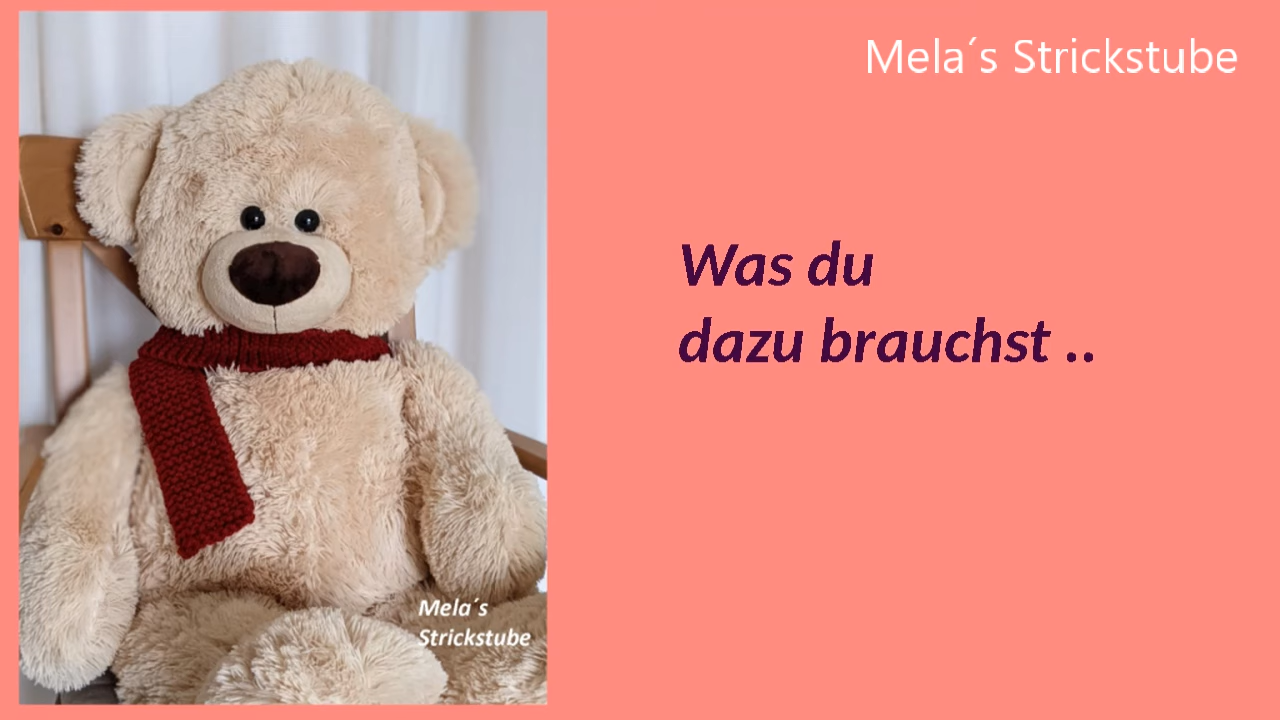 Mela´s Strickstube
Was du
dazu brauchst ..
Mela´s
Strickstube